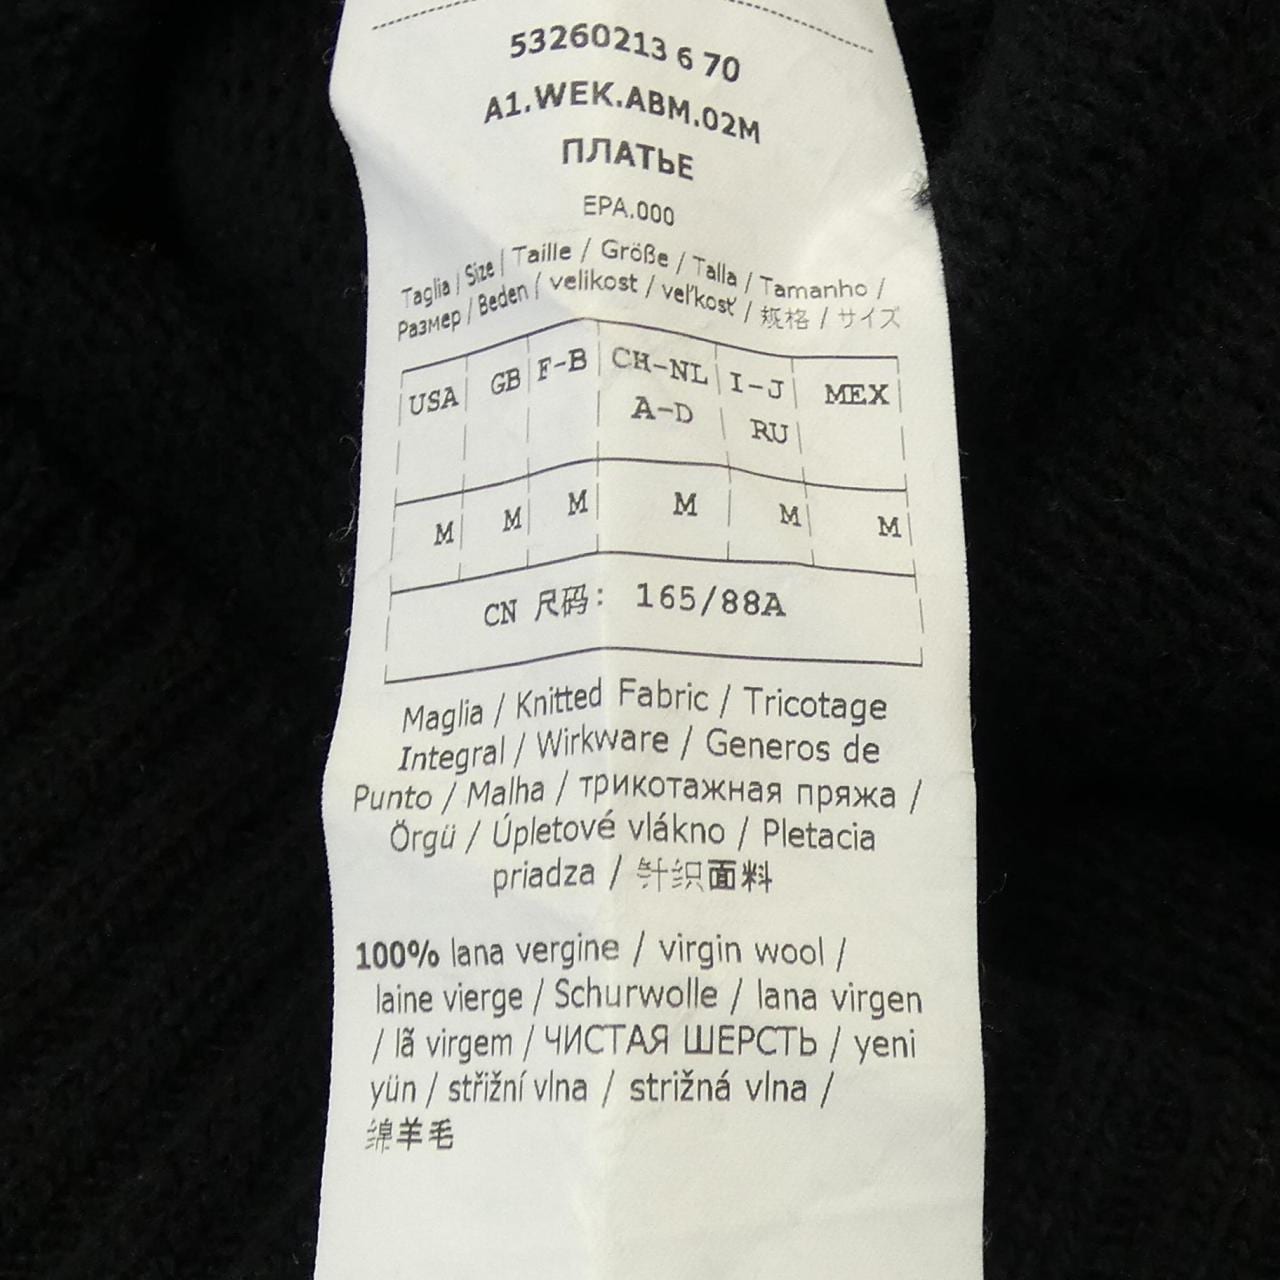 53260213 6 70
A1.WEK.ABM.02M
ПЛАТЬЕ
EPA.000
Taglia / Size / Taille / Größe / Talla / Tamanho /
Размер / Beden / velikost / veľkosť / 规格 / サイズ
USA GB F-B CH-NL I-J MEX
A-D RU
M M M M M M
CN 尺码: 165/88A
Maglia / Knitted Fabric / Tricotage
Integral / Wirkware / Generos de
Punto / Malha / трикотажная пряжа /
Örgü / Úpletové vlákno / Pletacia
priadza / 针织面料
100% lana vergine / virgin wool /
laine vierge / Schurwolle / lana virgen
/ lã virgem / ЧИСТАЯ ШЕРСТЬ / yeni
yün / střižní vlna / strižná vlna /
绵羊毛